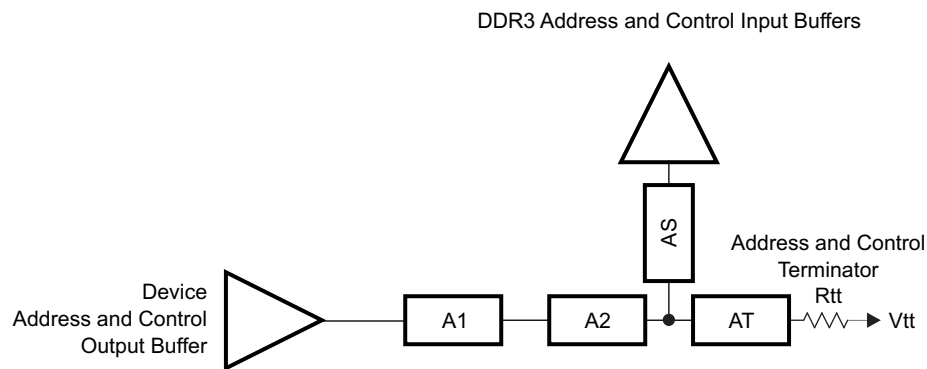 DDR3 Address and Control Input Buffers
AS
Address and Control
Terminator
Rtt
Device
Address and Control
Output Buffer
A1
A2
AT
Vtt